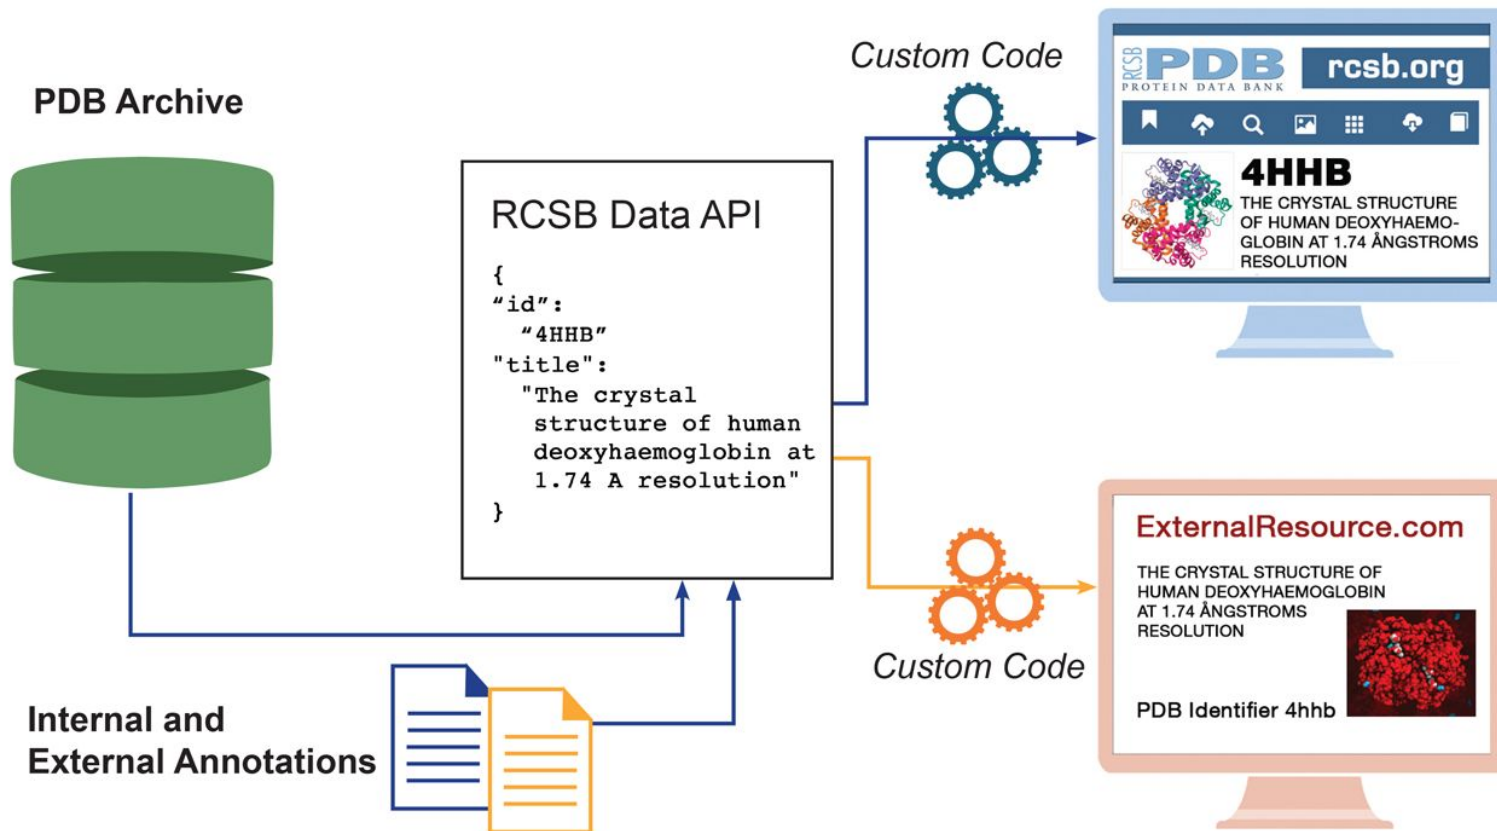 PDB Archive
RCSB Data API
{
“id”:
“4HHB”
"title":
"The crystal
structure of human
deoxyhaemoglobin at
1.74 A resolution"
}
Internal and
External Annotations
Custom Code
RCSB
PDB
PROTEIN DATA BANK
rcsb.org
4HHB
THE CRYSTAL STRUCTURE
OF HUMAN DEOXYHAEMO-
GLOBIN AT 1.74 ÅNGSTROMS
RESOLUTION
Custom Code
ExternalResource.com
THE CRYSTAL STRUCTURE OF
HUMAN DEOXYHAEMOGLOBIN
AT 1.74 ÅNGSTROMS
RESOLUTION
PDB Identifier 4hhb